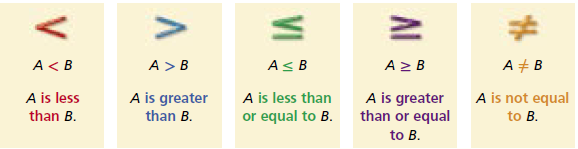 <
A < B
A is less
than B.
>
A > B
A is greater
than B.
≤
A ≤ B
A is less than
or equal to B.
≥
A ≥ B
A is greater
than or equal
to B.
≠
A ≠ B
A is not equal
to B.